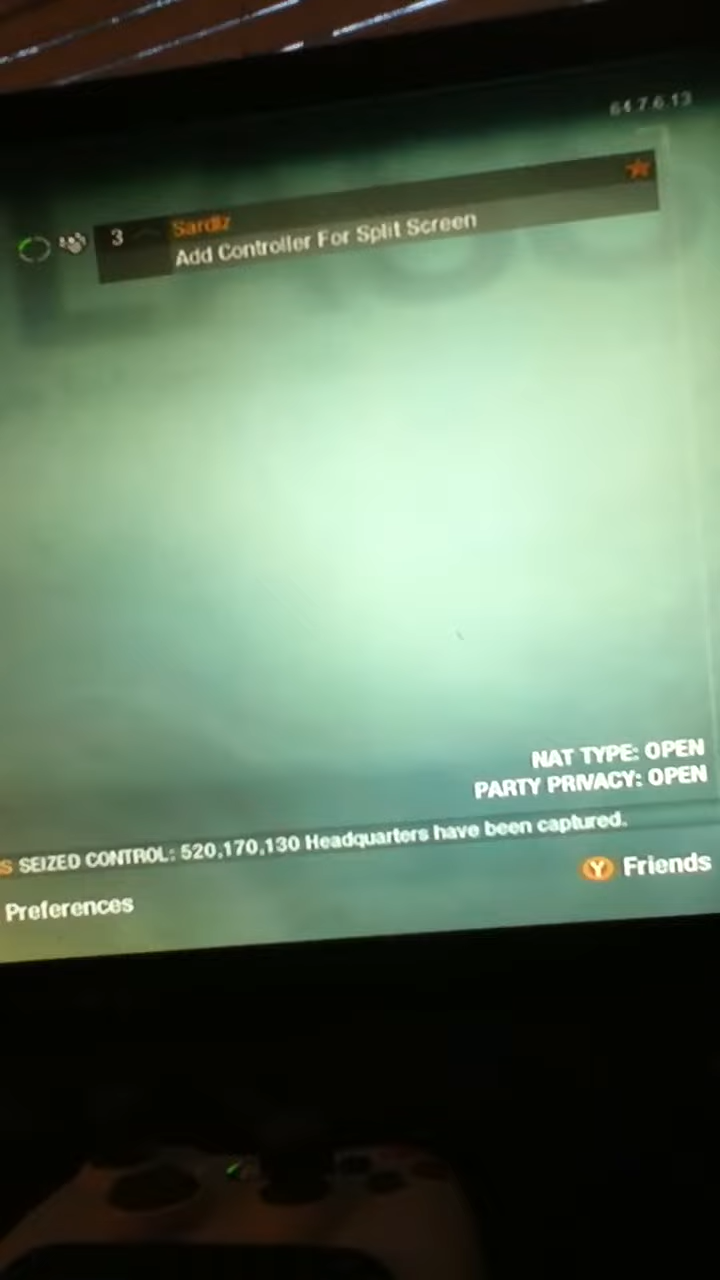 64.7.6.13
3
Sardiz
Add Controller For Split Screen
NAT TYPE: OPEN
PARTY PRIVACY: OPEN
S SEIZED CONTROL: 520,170,130 Headquarters have been captured.
Y Friends
Preferences